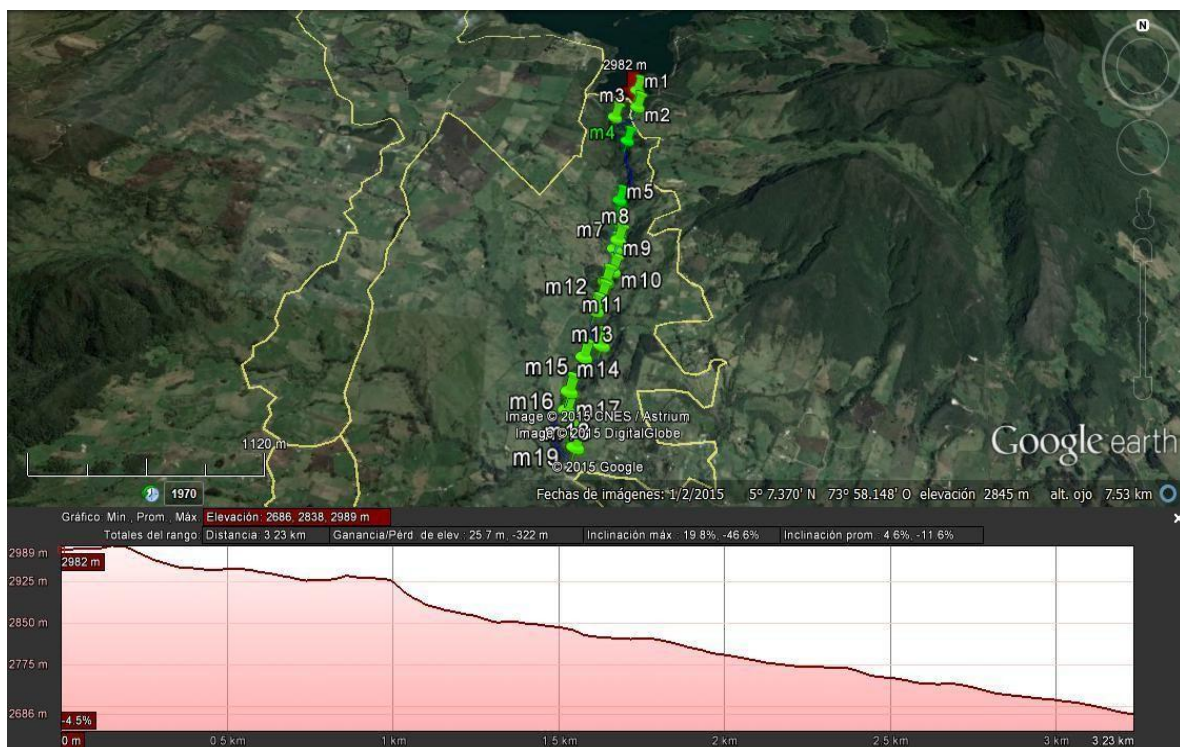 N
2982 m
m1
m3
m2
m4
m5
m8
m7
m9
m12
m10
m11
m13
m15
m14
m16
m17
Image © 2015 CNES / Astrium
Image © 2015 DigitalGlobe
m18
1120 m
m19
© 2015 Google
Google earth
1970
Fechas de imágenes: 1/2/2015 5º 7.370' N 73º 58.148' O elevación 2845 m alt. ojo 7.53 km
Gráfico: Min., Prom., Máx. Elevación: 2686, 2838, 2989 m
Totales del rango: Distancia: 3.23 km Ganancia/Pérd. de elev.: 25.7 m, -322 m Inclinación máx.: 19.8%, -46.6% Inclinación prom.: 4.6%, -11.6%
2989 m
2982 m
2925 m
2850 m
2775 m
2686 m
-4.5%
0 m 0.5 km 1 km 1.5 km 2 km 2.5 km 3 km 3.23 km